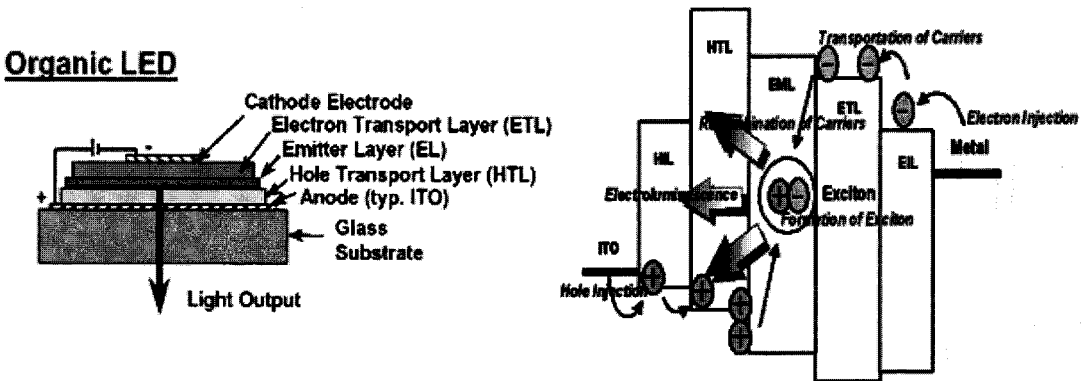 Organic LED
Cathode Electrode
Electron Transport Layer (ETL)
Emitter Layer (EL)
Hole Transport Layer (HTL)
Anode (typ. ITO)
Glass
Substrate
Light Output
+
-
HTL
Transportation of Carriers
EML
ETL
Electron Injection
of Carriers
Metal
HIL
EIL
Electroluminescence
Exciton
Formation of Exciton
ITO
Hole Injection